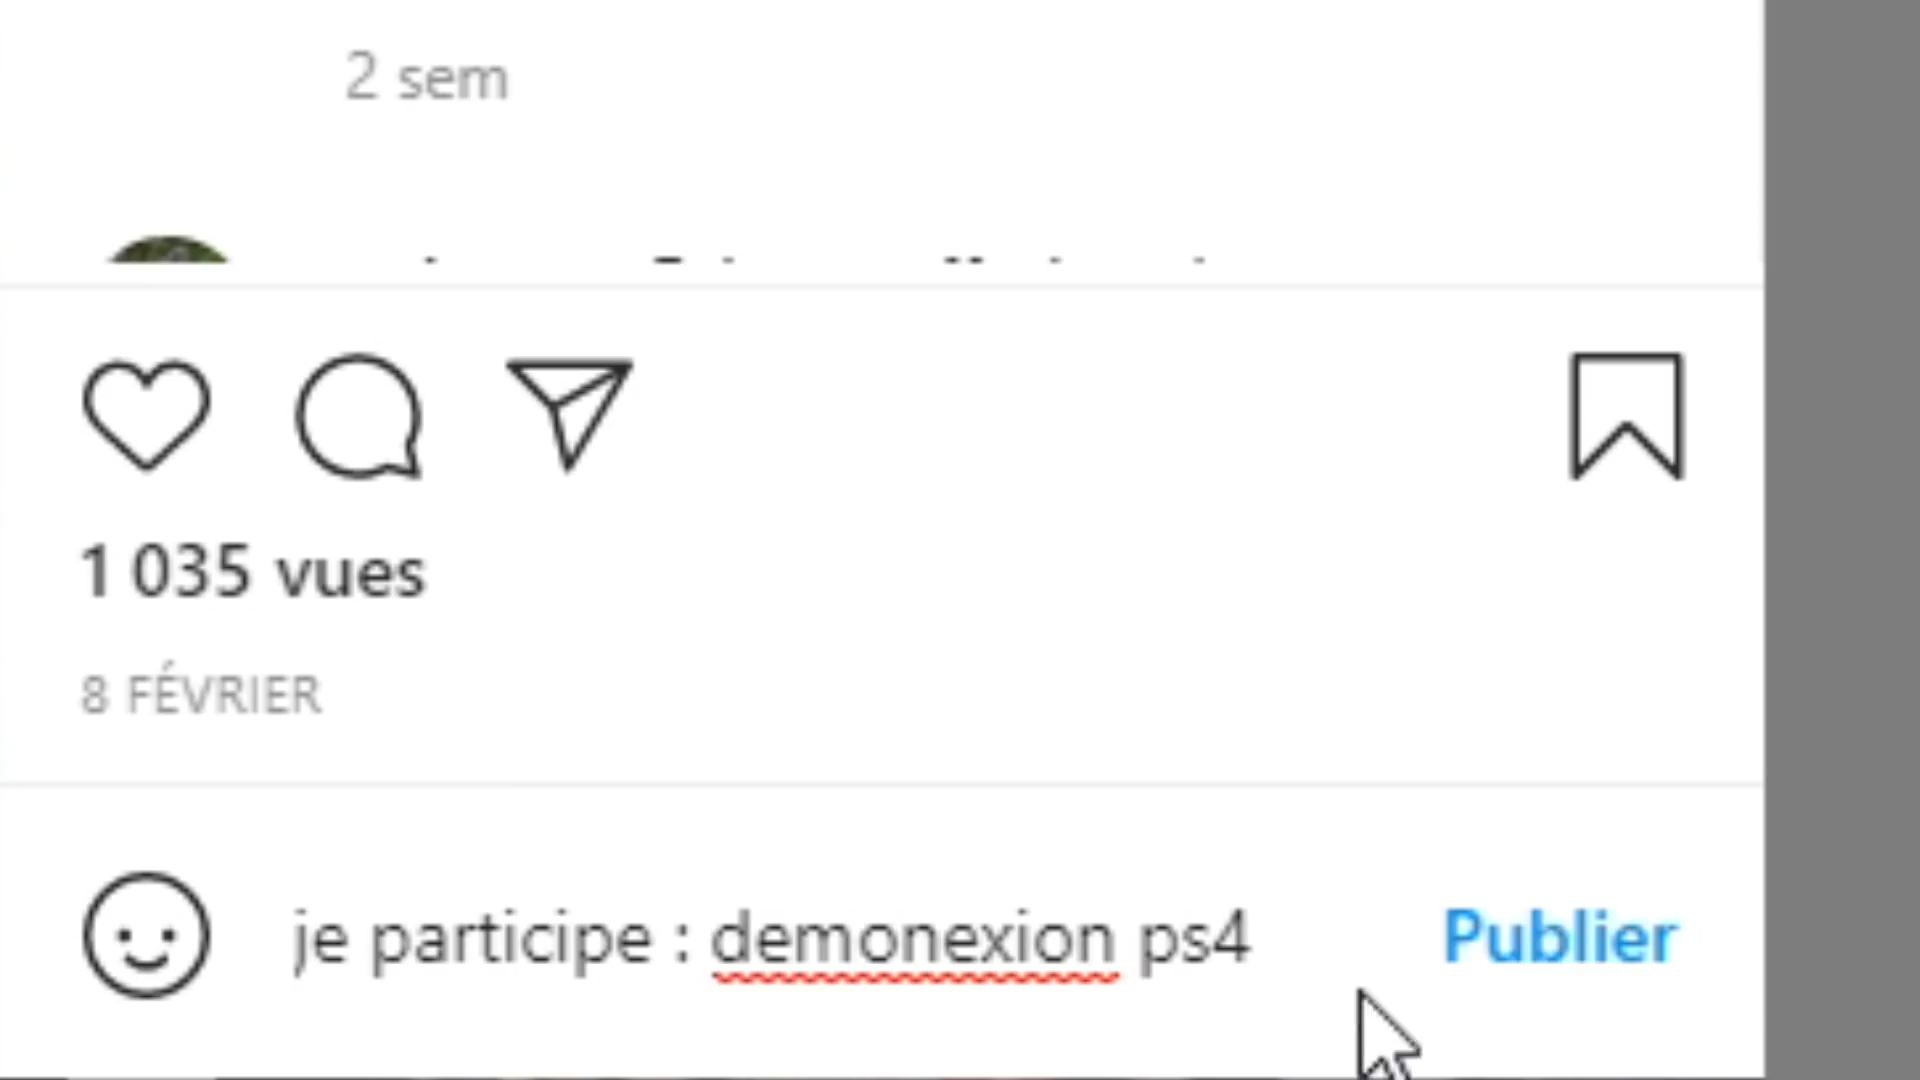 2 sem
1 035 vues
8 FÉVRIER
je participe : demonexion ps4
Publier